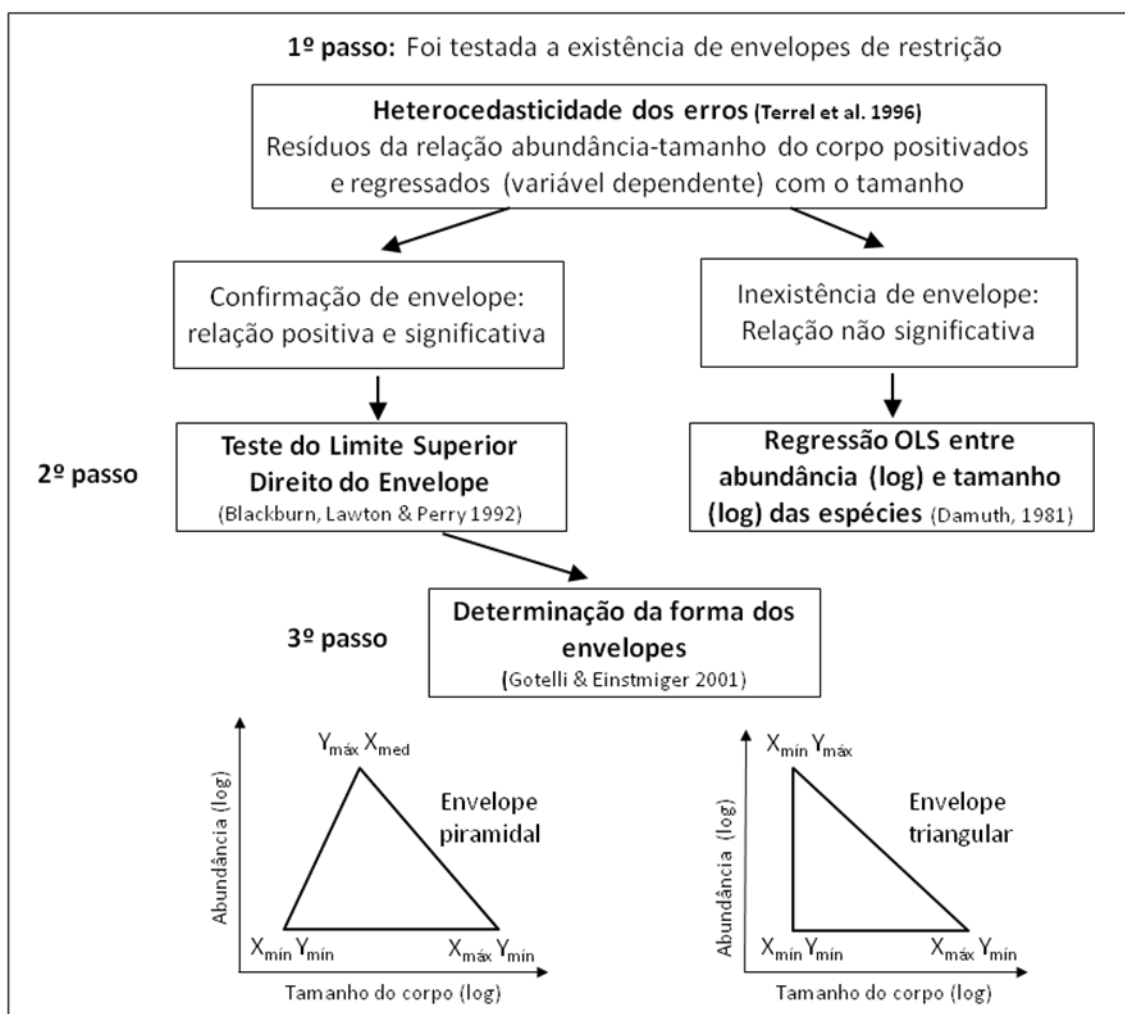 1º passo: Foi testada a existência de envelopes de restrição
Heterocedasticidade dos erros (Terrel et al. 1996)
Resíduos da relação abundância-tamanho do corpo positivados
e regressados (variável dependente) com o tamanho
Confirmação de envelope:
relação positiva e significativa
Inexistência de envelope:
Relação não significativa
2º passo
Teste do Limite Superior
Direito do Envelope
(Blackburn, Lawton & Perry 1992)
Regressão OLS entre
abundância (log) e tamanho
(log) das espécies (Damuth, 1981)
3º passo
Determinação da forma dos
envelopes
(Gotelli & Einstmiger 2001)
Abundância (log)
Ymáx Xmed
Envelope
piramidal
Xmín Ymín
Xmáx Ymín
Tamanho do corpo (log)
Abundância (log)
Xmín Ymáx
Envelope
triangular
Xmín Ymín
Xmáx Ymín
Tamanho do corpo (log)